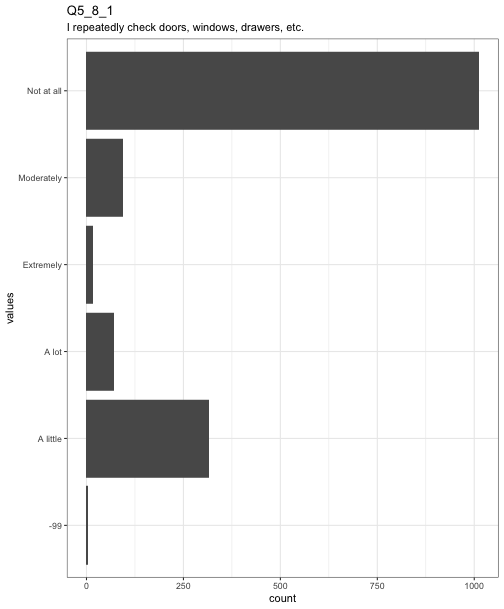 Q5_8_1
I repeatedly check doors, windows, drawers, etc.
values
Not at all
Moderately
Extremely
A lot
A little
-99
0 250 500 750 1000
count